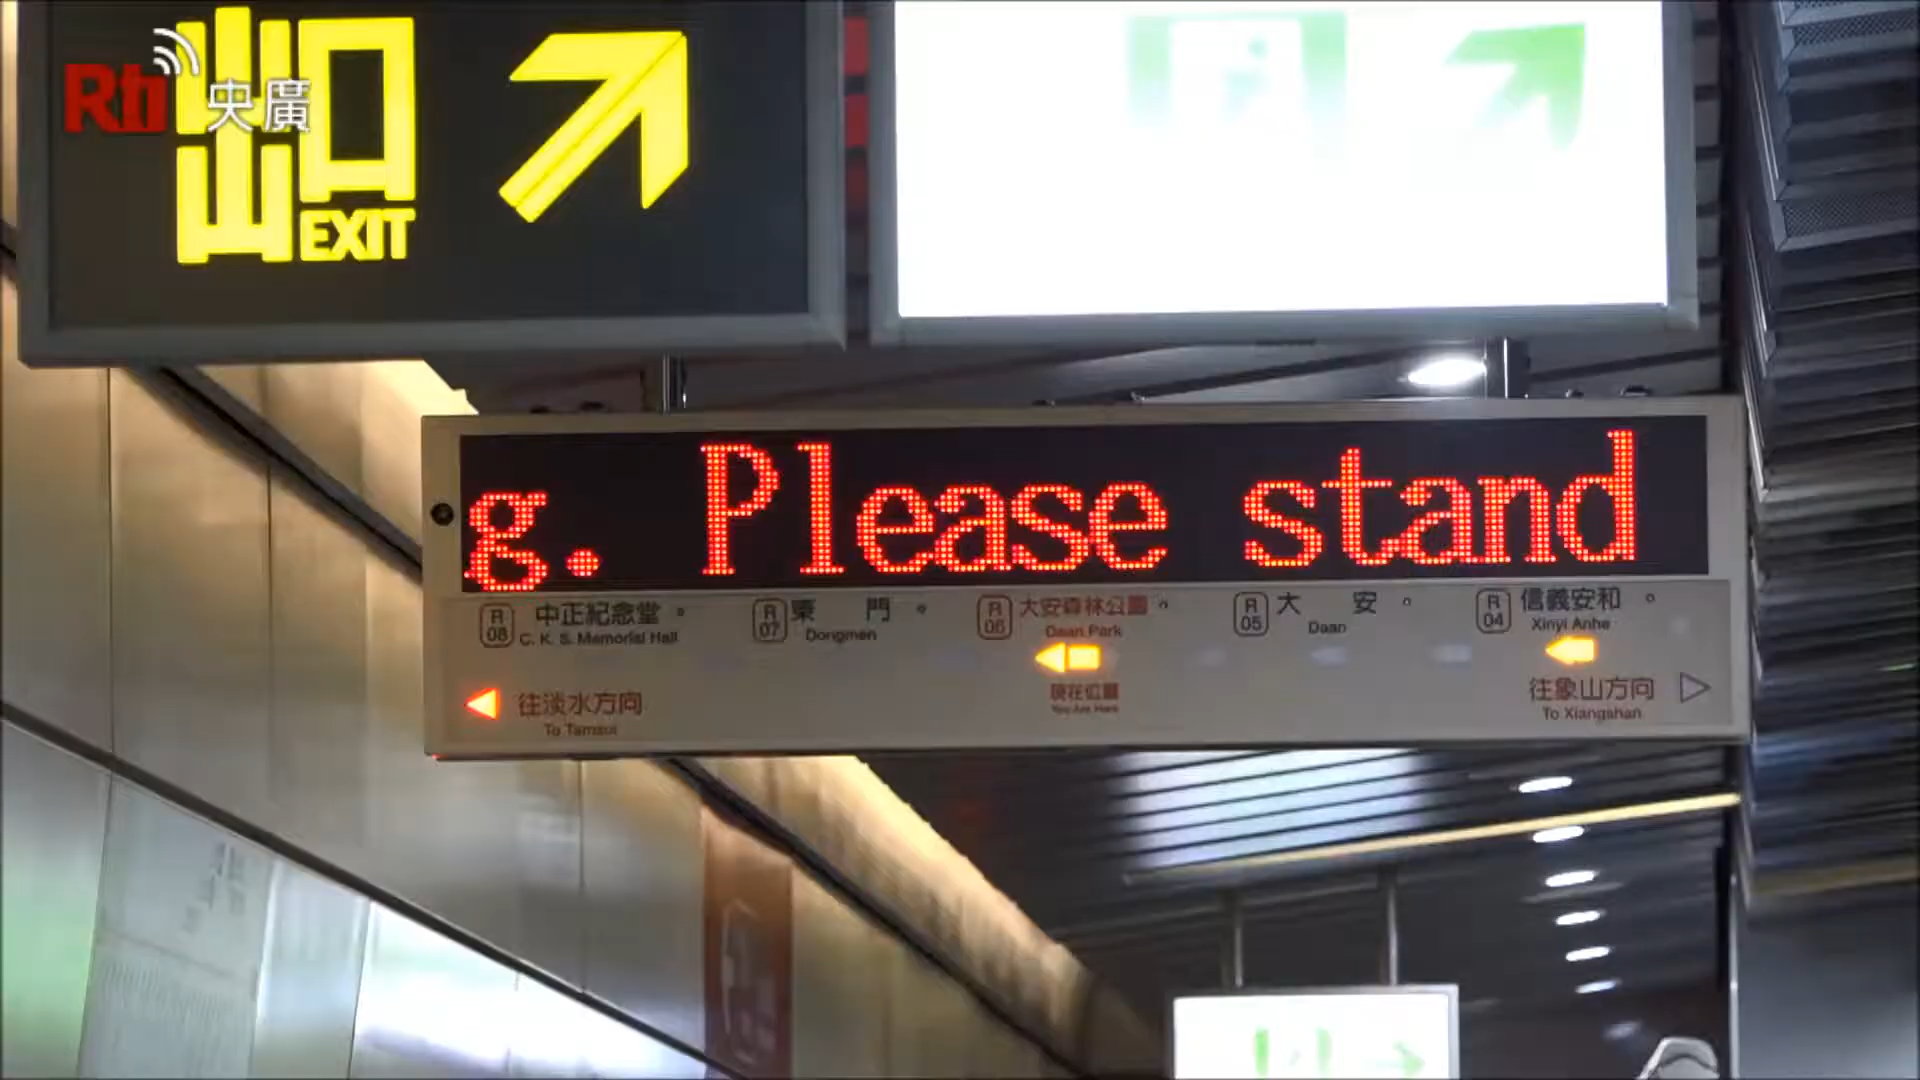 出口
EXIT
Rti 央廣
g. Please stand
R 08 中正紀念堂
C. K. S. Memorial Hall
R 07 東門
Dongmen
R 06 大安森林公園
Daan Park
R 05 大安
Daan
R 04 信義安和
Xinyi Anhe
往淡水方向
To Tamsui
現在位置
You Are Here
往象山方向
To Xiangshan